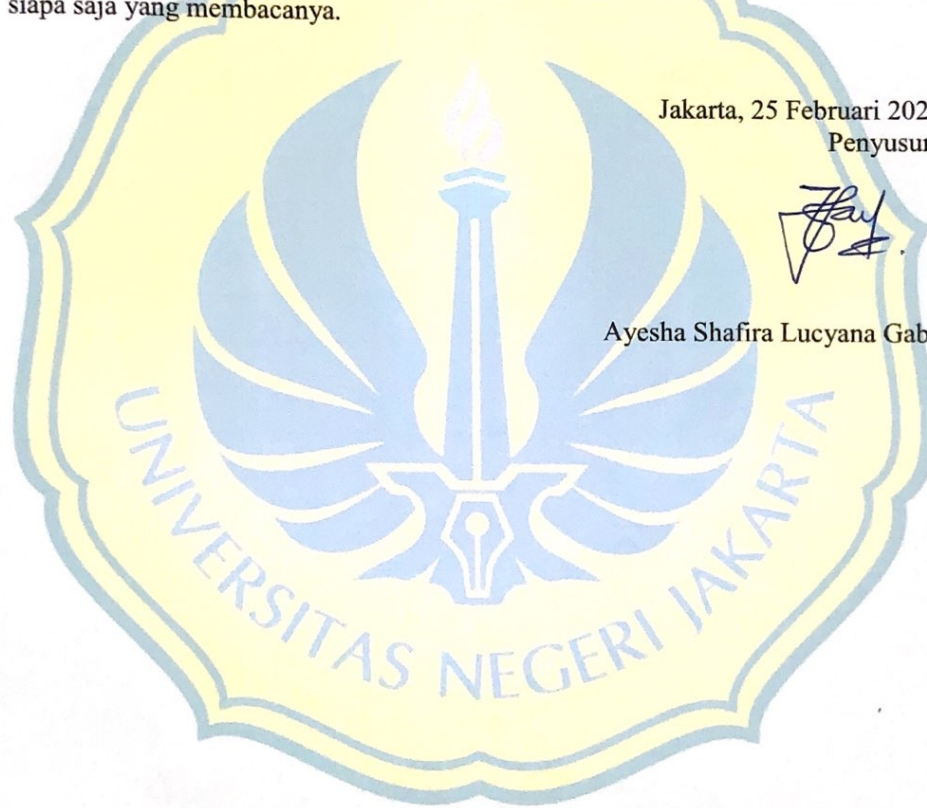 siapa saja yang membacanya.
Jakarta, 25 Februari 202
Penyusun
Ayesha Shafira Lucyana Gab
UNIVERSITAS NEGERI JAKARTA